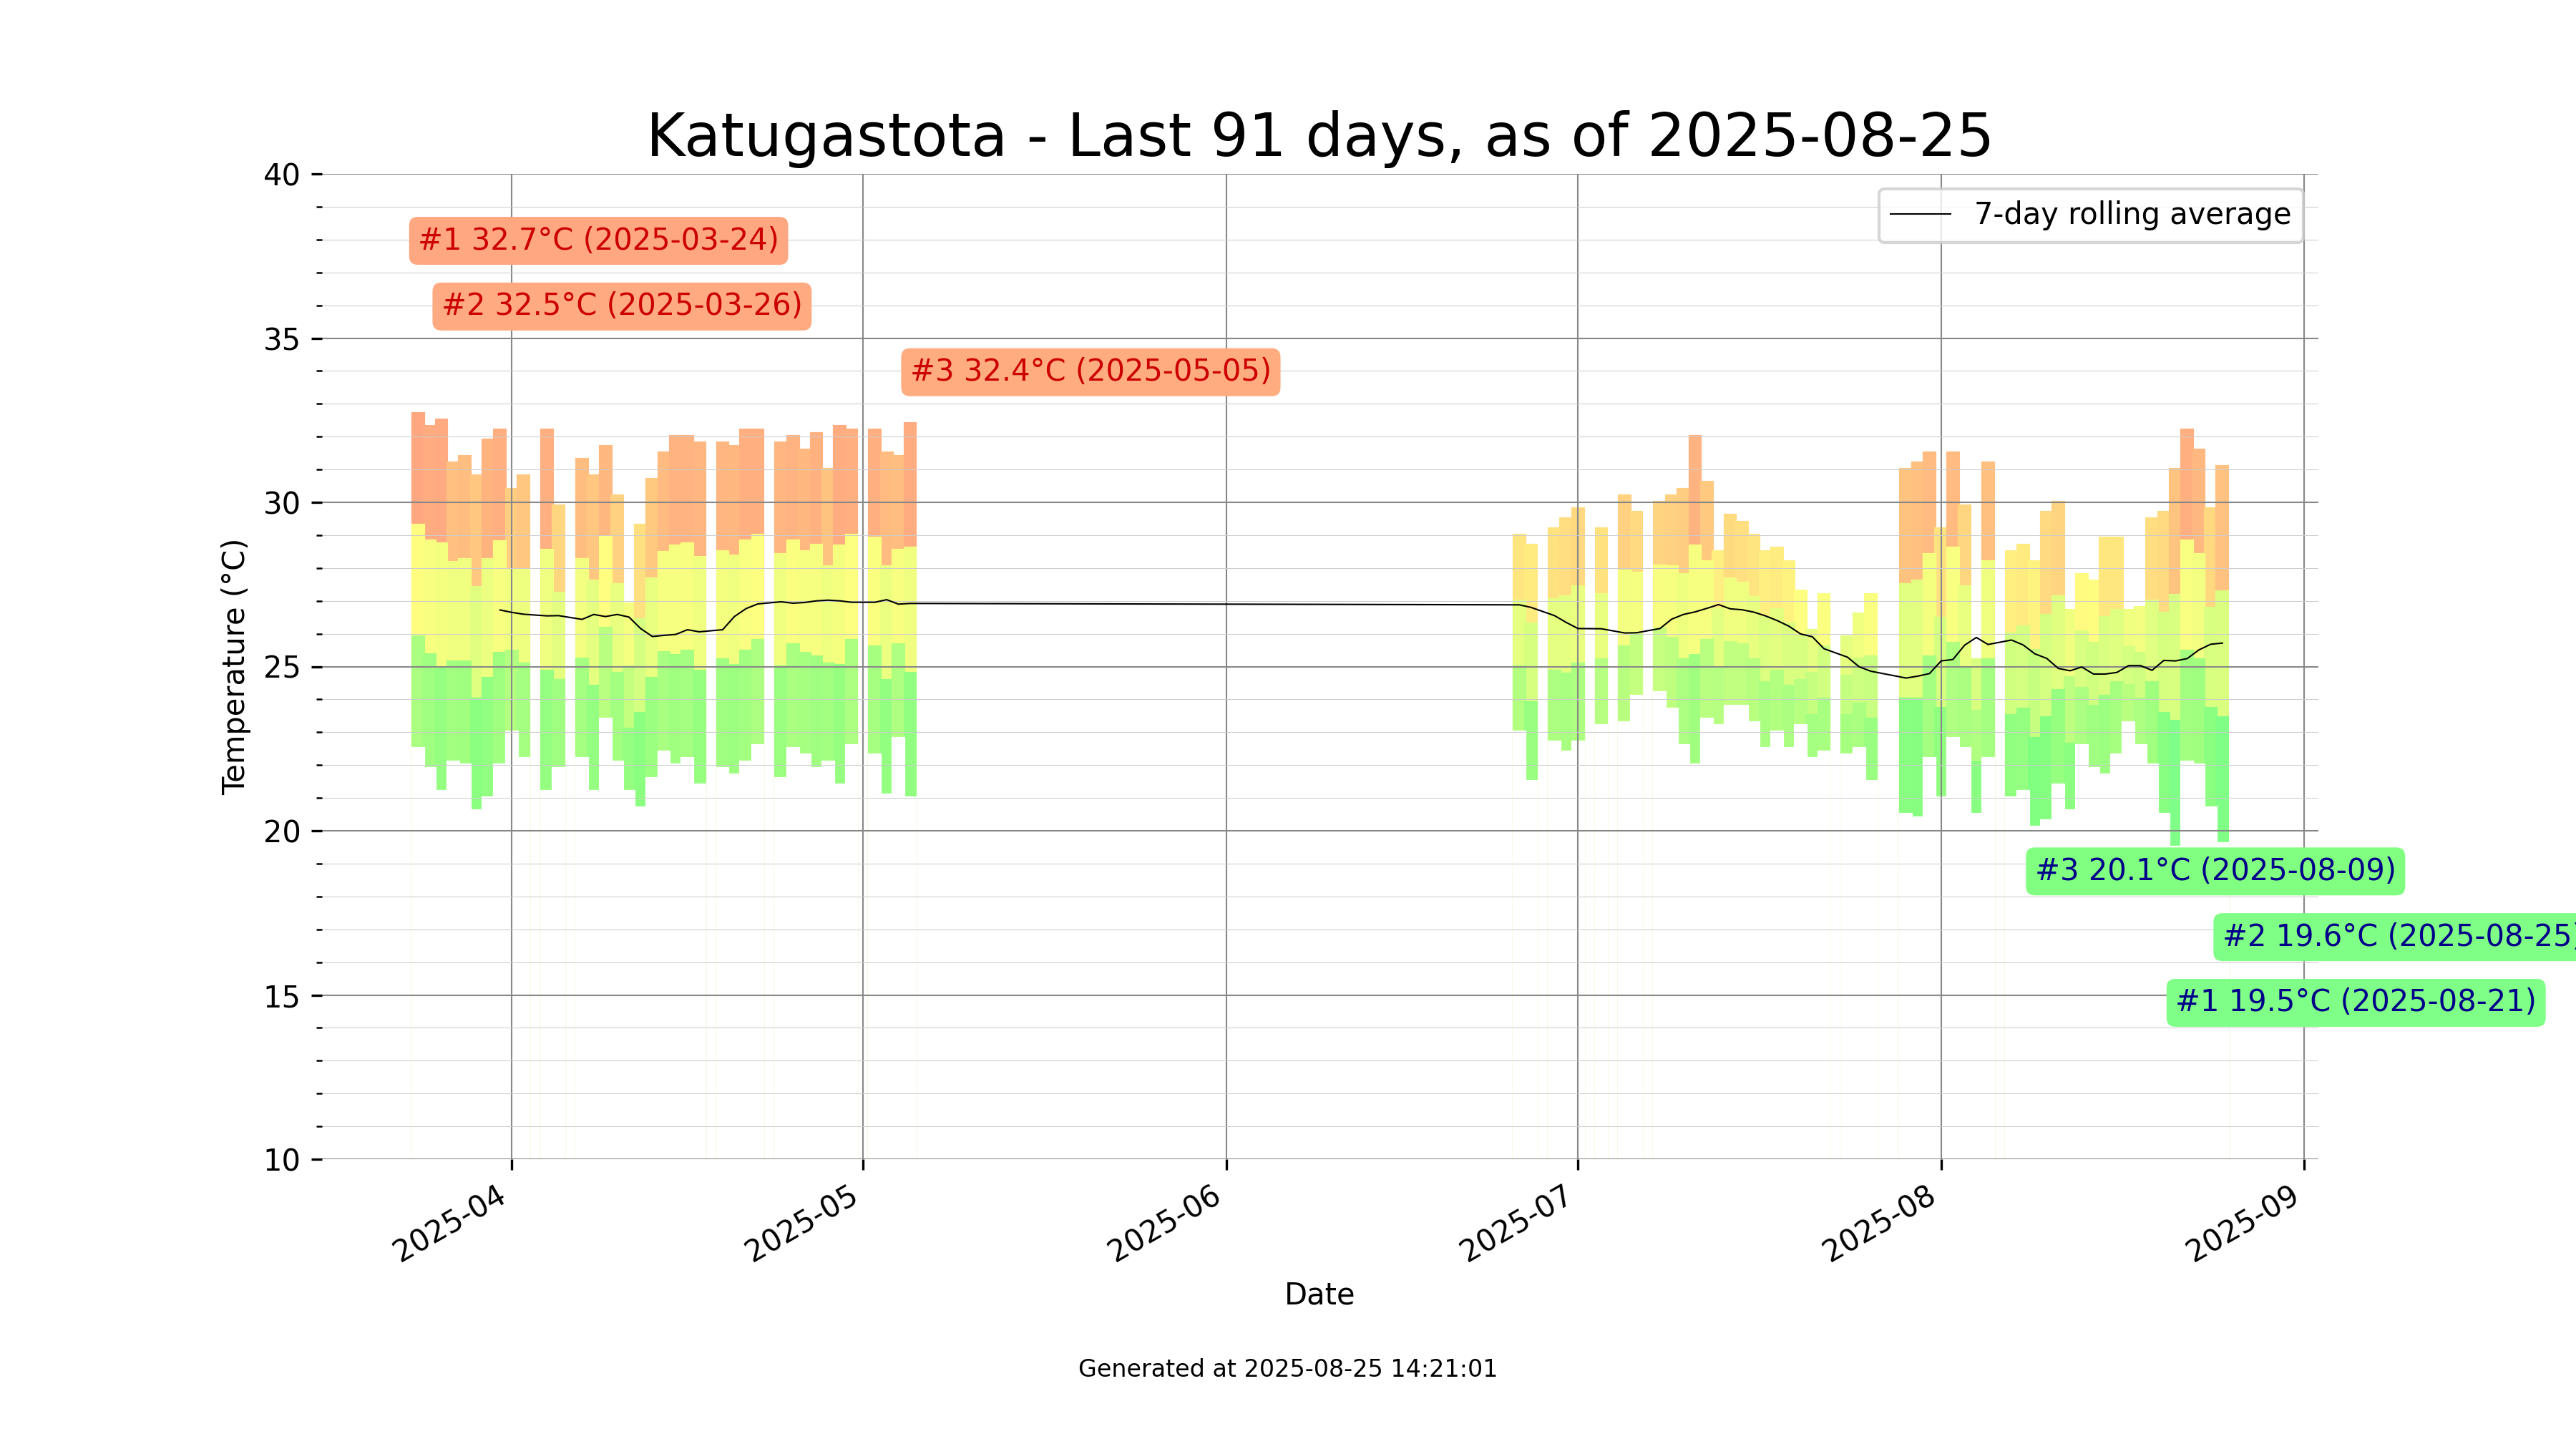 Katugastota - Last 91 days, as of 2025-08-25
7-day rolling average
#1 32.7°C (2025-03-24)
#2 32.5°C (2025-03-26)
#3 32.4°C (2025-05-05)
#3 20.1°C (2025-08-09)
#2 19.6°C (2025-08-25)
#1 19.5°C (2025-08-21)
Temperature (°C)
40
35
30
25
20
15
10
2025-04
2025-05
2025-06
2025-07
2025-08
2025-09
Date
Generated at 2025-08-25 14:21:01